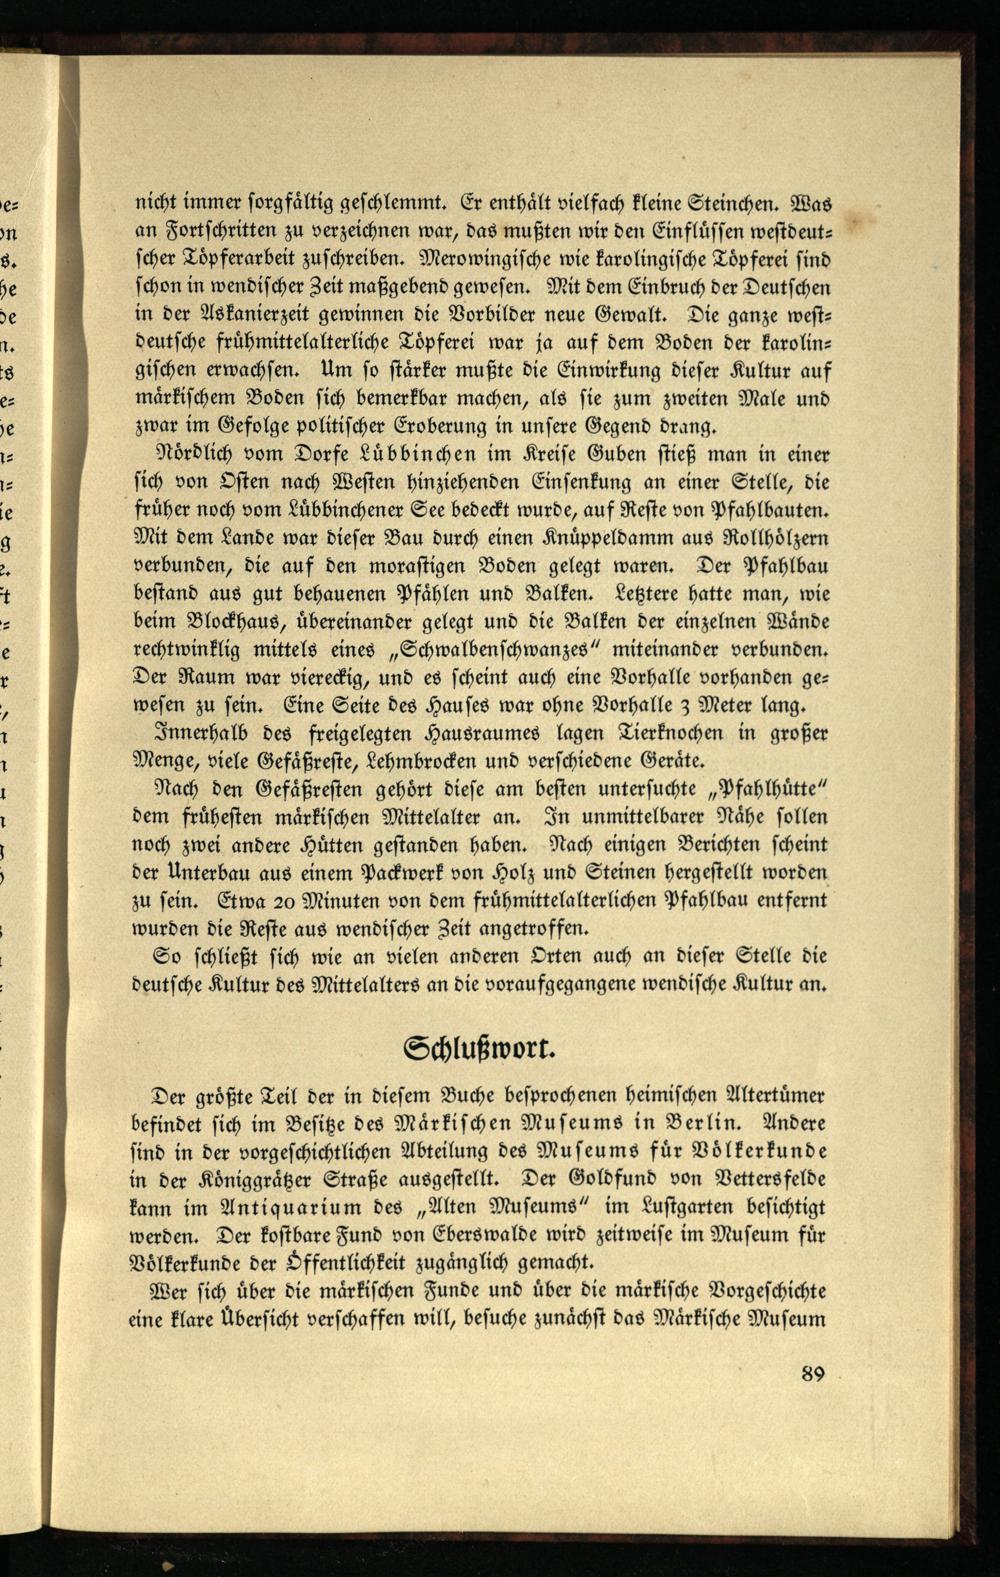 nicht immer sorgfältig geschlemmt. Er enthält vielfach kleine Steinchen. Was
an Fortschritten zu verzeichnen war, das mußten wir den Einflüssen westdeut-
scher Töpferarbeit zuschreiben. Merowingische wie karolingische Töpferei sind
schon in wendischer Zeit maßgebend gewesen. Mit dem Einbruch der Deutschen
in der Askanierzeit gewinnen die Vorbilder neue Gewalt. Die ganze west-
deutsche frühmittelalterliche Töpferei war ja auf dem Boden der karolin-
gischen erwachsen. Um so stärker mußte die Einwirkung dieser Kultur auf
märkischem Boden sich bemerkbar machen, als sie zum zweiten Male und
zwar im Gefolge politischer Eroberung in unsere Gegend drang.
Nördlich vom Dorfe Lübbinchen im Kreise Guben stieß man in einer
sich von Osten nach Westen hinziehenden Einsenkung an einer Stelle, die
früher noch vom Lübbinchener See bedeckt wurde, auf Reste von Pfahlbauten.
Mit dem Lande war dieser Bau durch einen Knüppeldamm aus Rollhölzern
verbunden, die auf den morastigen Boden gelegt waren. Der Pfahlbau
bestand aus gut behauenen Pfählen und Balken. Letztere hatte man, wie
beim Blockhaus, übereinander gelegt und die Balken der einzelnen Wände
rechtwinklig mittels eines „Schwalbenschwanzes“ miteinander verbunden.
Der Raum war viereckig, und es scheint auch eine Vorhalle vorhanden ge-
wesen zu sein. Eine Seite des Hauses war ohne Vorhalle 3 Meter lang.
Innerhalb des freigelegten Hausraumes lagen Tierknochen in großer
Menge, viele Gefäßreste, Lehmbrocken und verschiedene Geräte.
Nach den Gefäßresten gehört diese am besten untersuchte „Pfahlhütte“
dem frühesten märkischen Mittelalter an. In unmittelbarer Nähe sollen
noch zwei andere Hütten gestanden haben. Nach einigen Berichten scheint
der Unterbau aus einem Packwerk von Holz und Steinen hergestellt worden
zu sein. Etwa 20 Minuten von dem frühmittelalterlichen Pfahlbau entfernt
wurden die Reste aus wendischer Zeit angetroffen.
So schließt sich wie an vielen anderen Orten auch an dieser Stelle die
deutsche Kultur des Mittelalters an die voraufgegangene wendische Kultur an.
Schlußwort.
Der größte Teil der in diesem Buche besprochenen heimischen Altertümer
befindet sich im Besitze des Märkischen Museums in Berlin. Andere
sind in der vorgeschichtlichen Abteilung des Museums für Völkerkunde
in der Königgrätzer Straße ausgestellt. Der Goldfund von Vettersfelde
kann im Antiquarium des „Alten Museums“ im Lustgarten besichtigt
werden. Der kostbare Fund von Eberswalde wird zeitweise im Museum für
Völkerkunde der Öffentlichkeit zugänglich gemacht.
Wer sich über die märkischen Funde und über die märkische Vorgeschichte
eine klare Übersicht verschaffen will, besuche zunächst das Märkische Museum
89